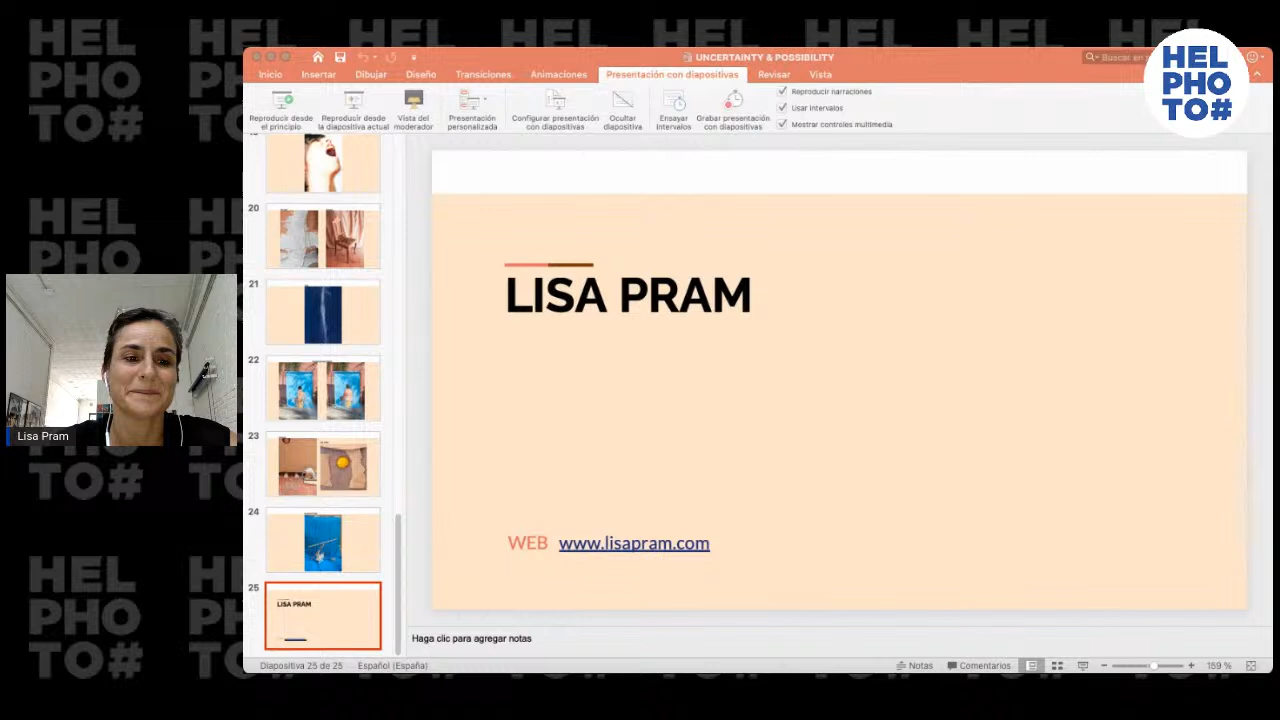 HEL
PHO
TO#
UNCERTAINTY & POSSIBILITY
Buscar en
Inicio Insertar Dibujar Diseño Transiciones Animaciones Presentación con diapositivas Revisar Vista
Reproducir desde el principio
Reproducir desde la diapositiva actual
Vista del moderador
Presentación personalizada
Configurar presentación con diapositivas
Ocultar diapositiva
Ensayar intervalos
Grabar presentación con diapositivas
Reproducir narraciones
Usar intervalos
Mostrar controles multimedia
20
21
22
23
24
25
LISA PRAM
LISA PRAM
WEB www.lisapram.com
Lisa Pram
Haga clic para agregar notas
Diapositiva 25 de 25 Español (España) Notas Comentarios 159 %